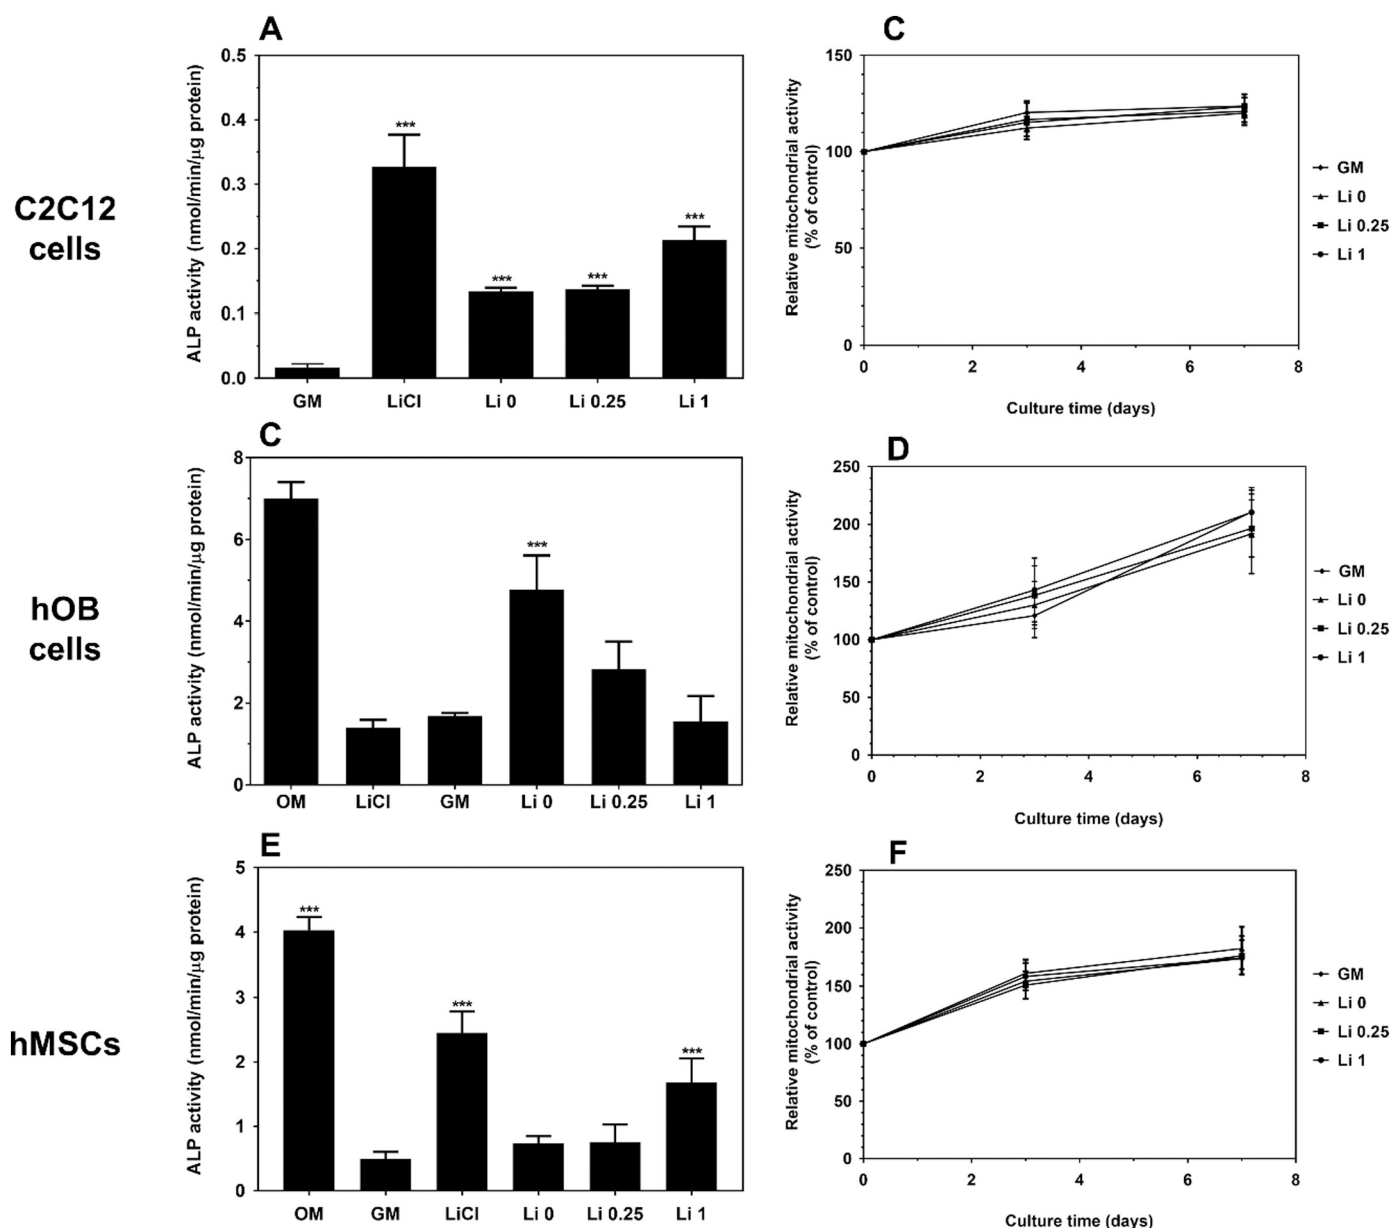 C2C12
cells
A
ALP activity (nmol/min/µg protein)
0.5
0.4
0.3
0.2
0.1
0.0
***
***
***
***
GM LiCl Li 0 Li 0.25 Li 1
C
Relative mitochondrial activity
(% of control)
150
100
50
0
0 2 4 6 8
Culture time (days)
GM
Li 0
Li 0.25
Li 1
hOB
cells
C
ALP activity (nmol/min/µg protein)
8
6
4
2
0
***
OM LiCl GM Li 0 Li 0.25 Li 1
D
Relative mitochondrial activity
(% of control)
250
200
150
100
50
0
0 2 4 6 8
Culture time (days)
GM
Li 0
Li 0.25
Li 1
hMSCs
E
ALP activity (nmol/min/µg protein)
5
4
3
2
1
0
***
***
***
OM GM LiCl Li 0 Li 0.25 Li 1
F
Relative mitochondrial activity
(% of control)
250
200
150
100
50
0
0 2 4 6 8
Culture time (days)
GM
Li 0
Li 0.25
Li 1